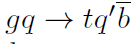 gq → tq′b̅